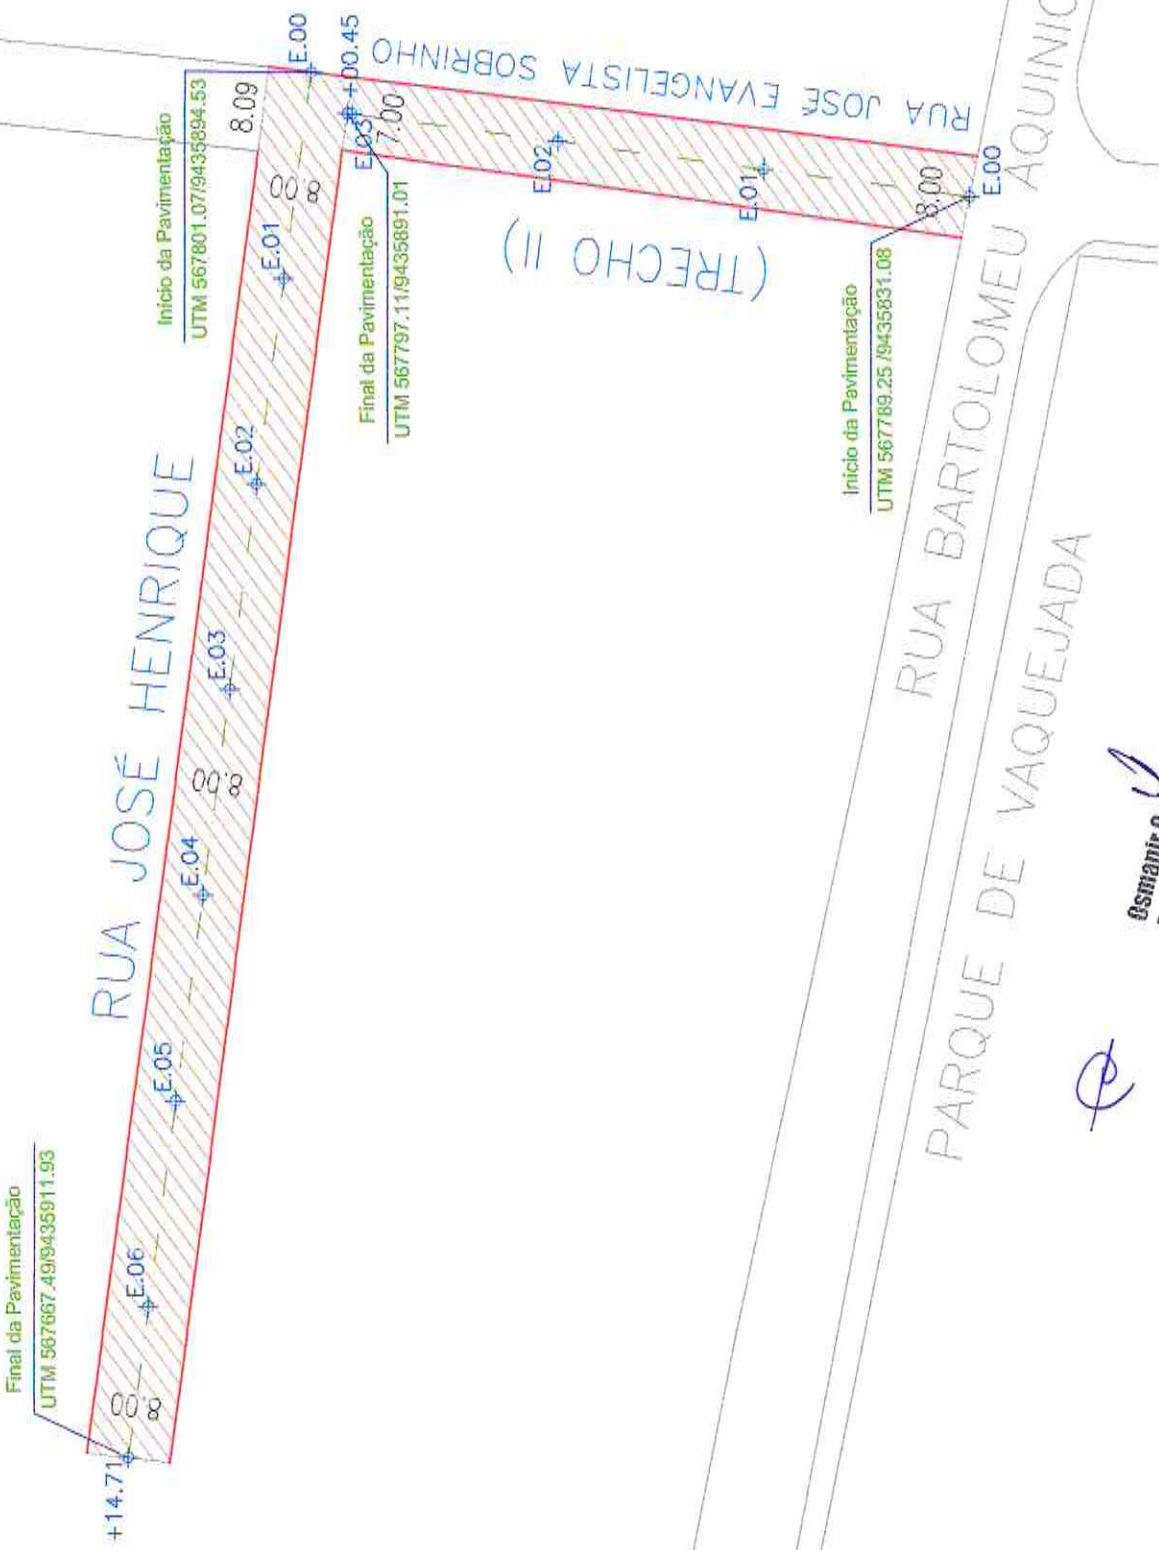 Final da Pavimentação
UTM 567667.49/9435911.93
+14.71
8.00
E.06
E.05
E.04
8.00
E.03
E.02
E.01
8.00
8.09
E.00
RUA JOSÉ HENRIQUE
Início da Pavimentação
UTM 567801.07/9435894.53
E.03
+00.45
7.00
E.02
E.01
8.00
E.00
RUA JOSÉ EVANGELISTA SOBRINHO
(TRECHO II)
Final da Pavimentação
UTM 567797.11/9435891.01
Início da Pavimentação
UTM 567789.25 /9435831.08
RUA BARTOLOMEU AQUINO
PARQUE DE VAQUEJADA